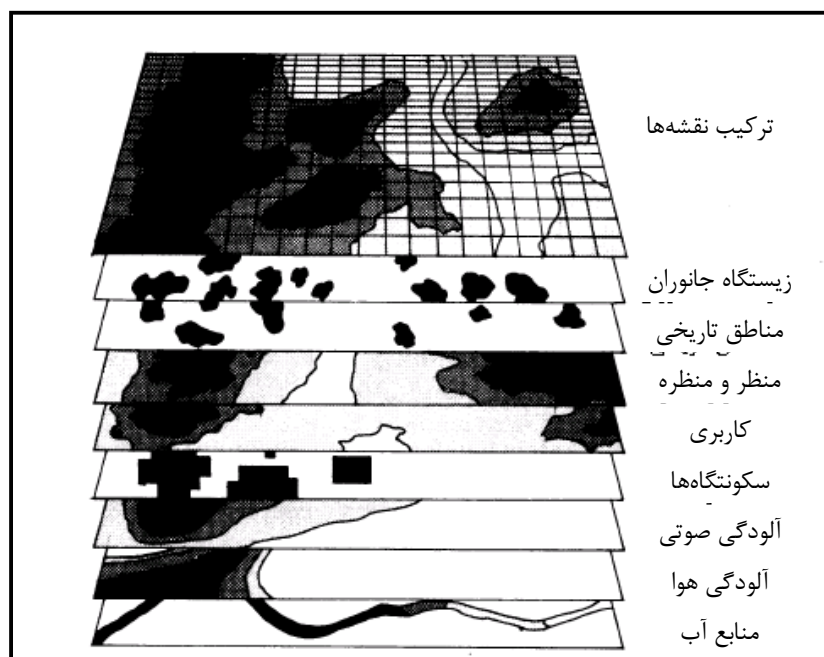 ترکیب نقشه‌ها
زیستگاه جانوران
مناطق تاریخی
منظر و منظره
کاربری
سکونتگاه‌ها
آلودگی صوتی
آلودگی هوا
منابع آب